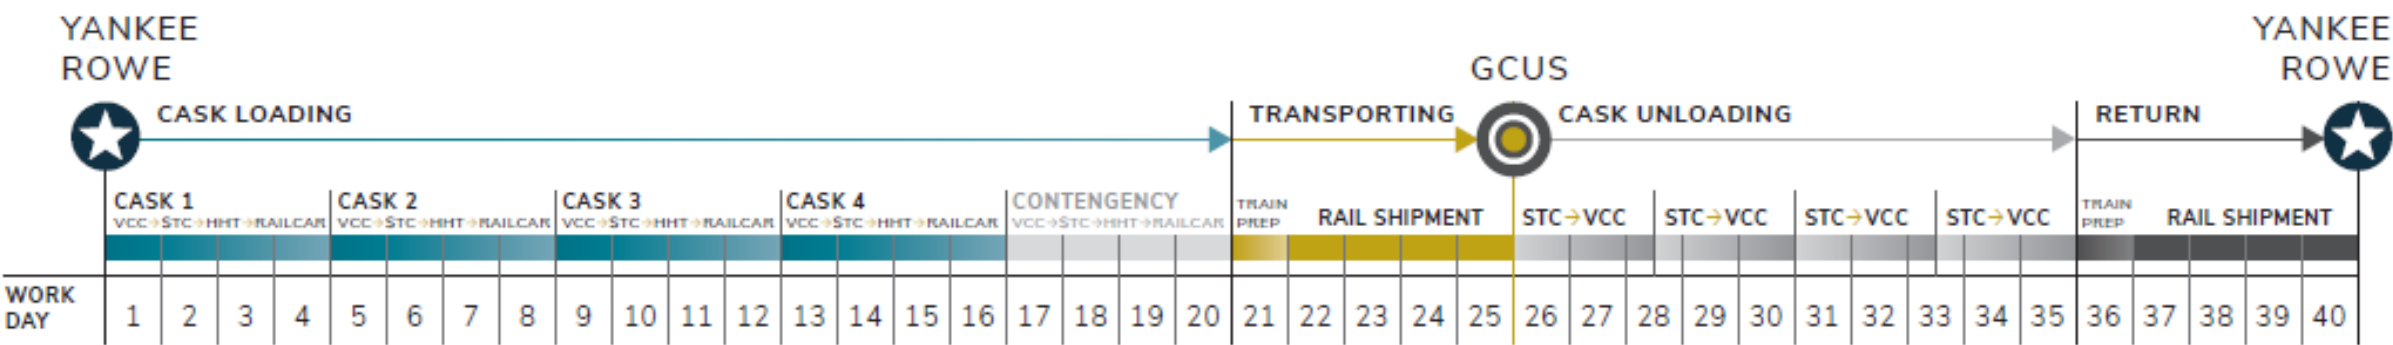 YANKEE
ROWE
YANKEE
ROWE
GCUS
CASK LOADING
TRANSPORTING
CASK UNLOADING
RETURN
CASK 1
VCC→STC→HHT→RAILCAR
CASK 2
VCC→STC→HHT→RAILCAR
CASK 3
VCC→STC→HHT→RAILCAR
CASK 4
VCC→STC→HHT→RAILCAR
CONTENGENCY
VCC→STC→HHT→RAILCAR
TRAIN
PREP
RAIL SHIPMENT
STC→VCC
STC→VCC
STC→VCC
STC→VCC
TRAIN
PREP
RAIL SHIPMENT
WORK
DAY
1 2 3 4 5 6 7 8 9 10 11 12 13 14 15 16 17 18 19 20 21 22 23 24 25 26 27 28 29 30 31 32 33 34 35 36 37 38 39 40